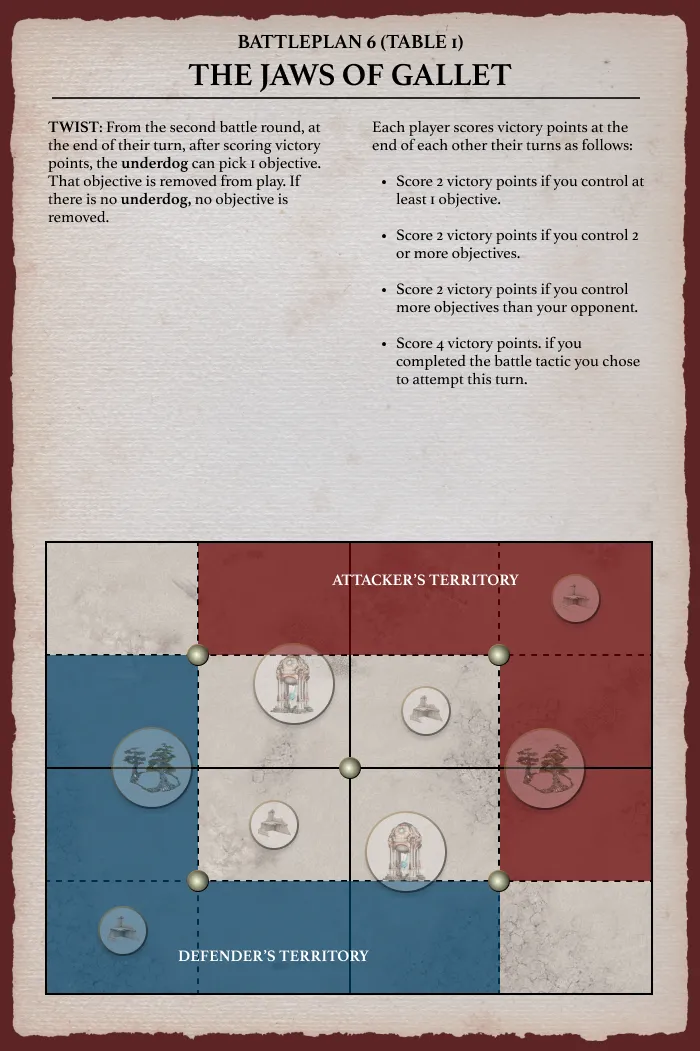 BATTLEPLAN 6 (TABLE 1)
THE JAWS OF GALLET
TWIST: From the second battle round, at
the end of their turn, after scoring victory
points, the underdog can pick 1 objective.
That objective is removed from play. If
there is no underdog, no objective is
removed.
Each player scores victory points at the
end of each other their turns as follows:
• Score 2 victory points if you control at
least 1 objective.
• Score 2 victory points if you control 2
or more objectives.
• Score 2 victory points if you control
more objectives than your opponent.
• Score 4 victory points. if you
completed the battle tactic you chose
to attempt this turn.
ATTACKER'S TERRITORY
DEFENDER'S TERRITORY